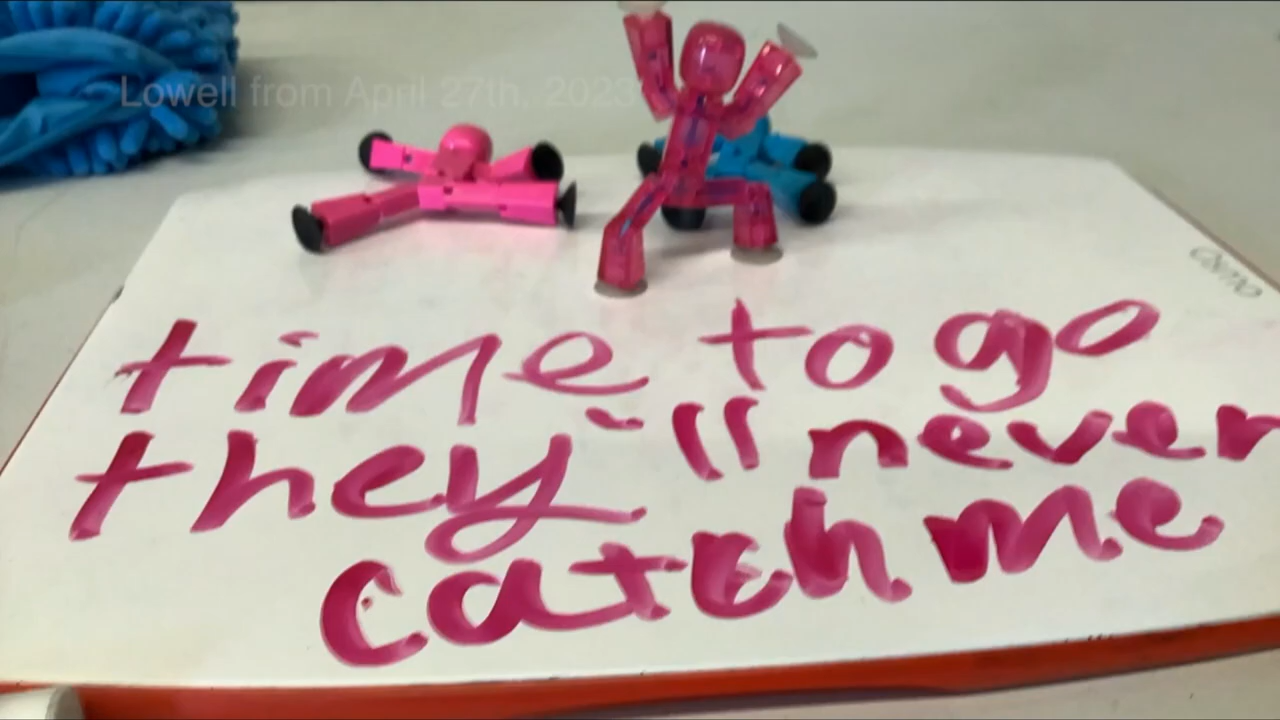 Lowell from April 27th, 2023
time to go
they'll never
catch me